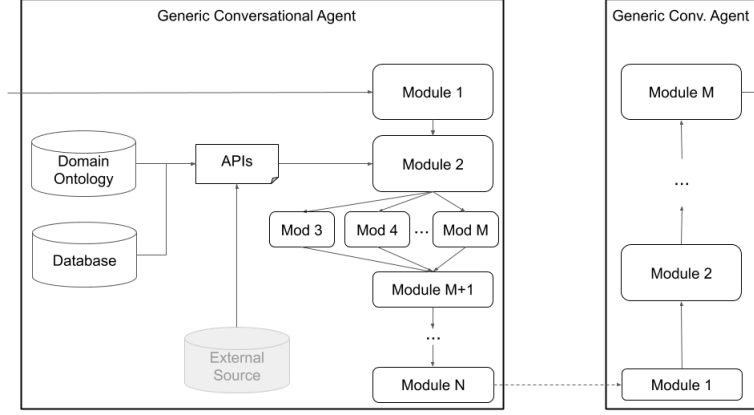 Generic Conversational Agent
Module 1
Domain
Ontology
APIs
Module 2
Mod 3
Mod 4
...
Mod M
Database
Module M+1
...
External
Source
Module N
Generic Conv. Agent
Module M
...
Module 2
Module 1